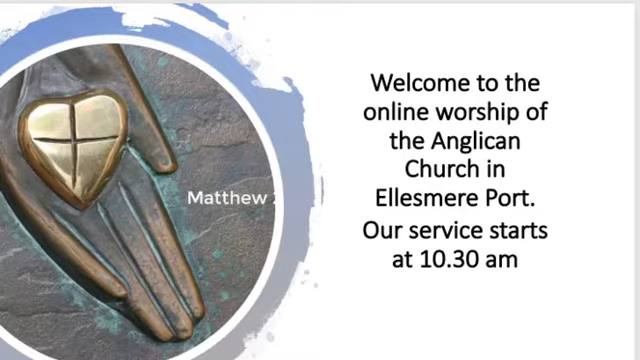 Welcome to the
online worship of
the Anglican
Church in
Ellesmere Port.
Our service starts
at 10.30 am
Matthew